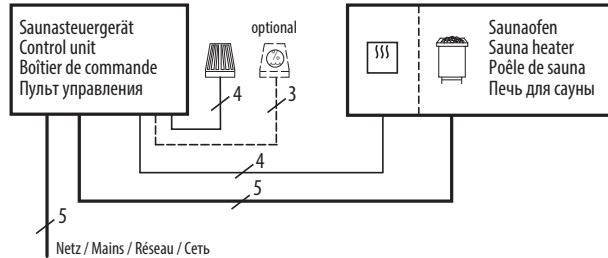 Saunasteuergerät
Control unit
Boîtier de commande
Пульт управления
optional
Saunaofen
Sauna heater
Poêle de sauna
Печь для сауны
4
3
4
5
5
Netz / Mains / Réseau / Сеть